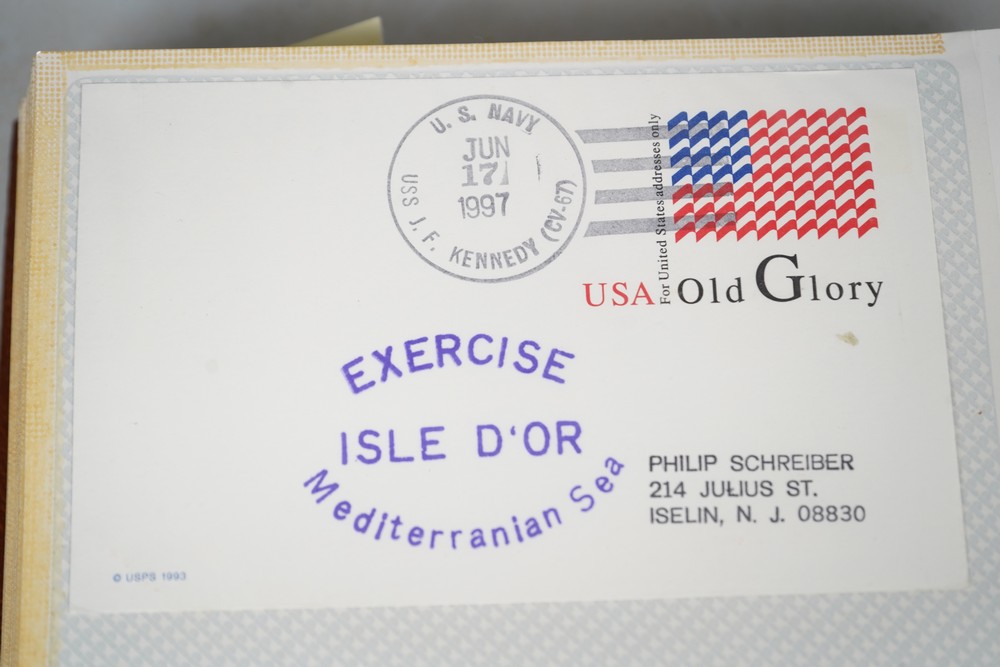 U. S. NAVY
JUN
17
1997
USS J. F. KENNEDY (CV-67)
For United States addresses only
USA Old Glory
EXERCISE
ISLE D'OR
Mediterranian Sea
PHILIP SCHREIBER
214 JULIUS ST.
ISELIN, N. J. 08830
© USPS 1993